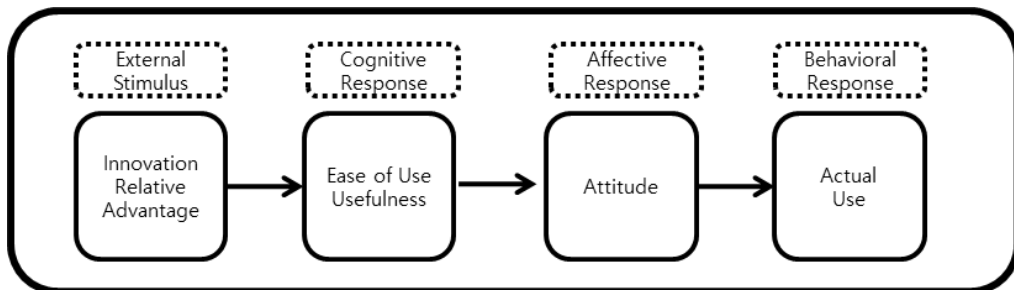 External
Stimulus
Cognitive
Response
Affective
Response
Behavioral
Response
Innovation
Relative
Advantage
Ease of Use
Usefulness
Attitude
Actual
Use